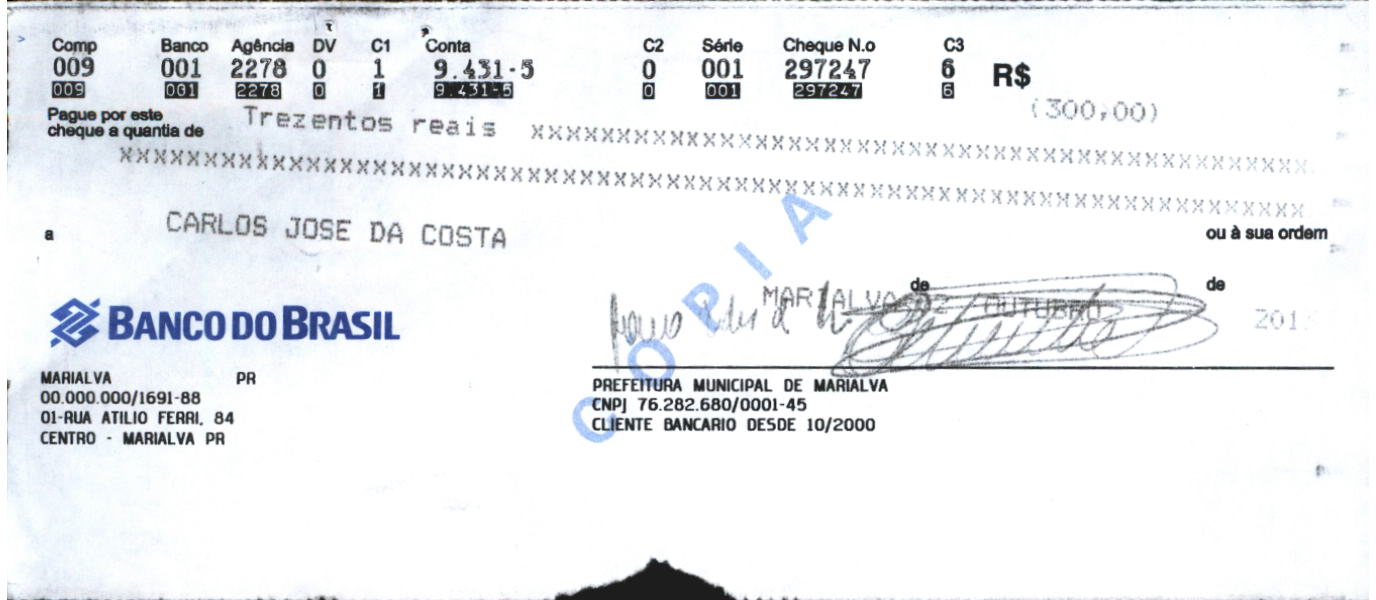 Comp Banco Agência DV C1 Conta C2 Série Cheque N.o C3
009 001 2278 0 1 9.431-5 0 001 297247 6 R$
009 001 2278 0 1 9.431-5 0 001 297247 6
(300,00)
Pague por este
cheque a quantia de
Trezentos reais xxxxxxxxxxxxxxxxxxxxxxxxxxxxxxxxxxxxxxxxxxxxxxxxxxxxxxxxxxxx
xxxxxxxxxxxxxxxxxxxxxxxxxxxxxxxxxxxxxxxxxxxxxxxxxxxxxxxxxxxxxxxxxxxxxxxxxxxxxxxxxxxxxx
a CARLOS JOSE DA COSTA ou à sua ordem
COPIA
de de
MARIALVA OUTUBRO
BANCO DO BRASIL
MARIALVA PR
00.000.000/1691-88
01-RUA ATILIO FERRI, 84
CENTRO - MARIALVA PR
PREFEITURA MUNICIPAL DE MARIALVA
CNPJ 76.282.680/0001-45
CLIENTE BANCARIO DESDE 10/2000